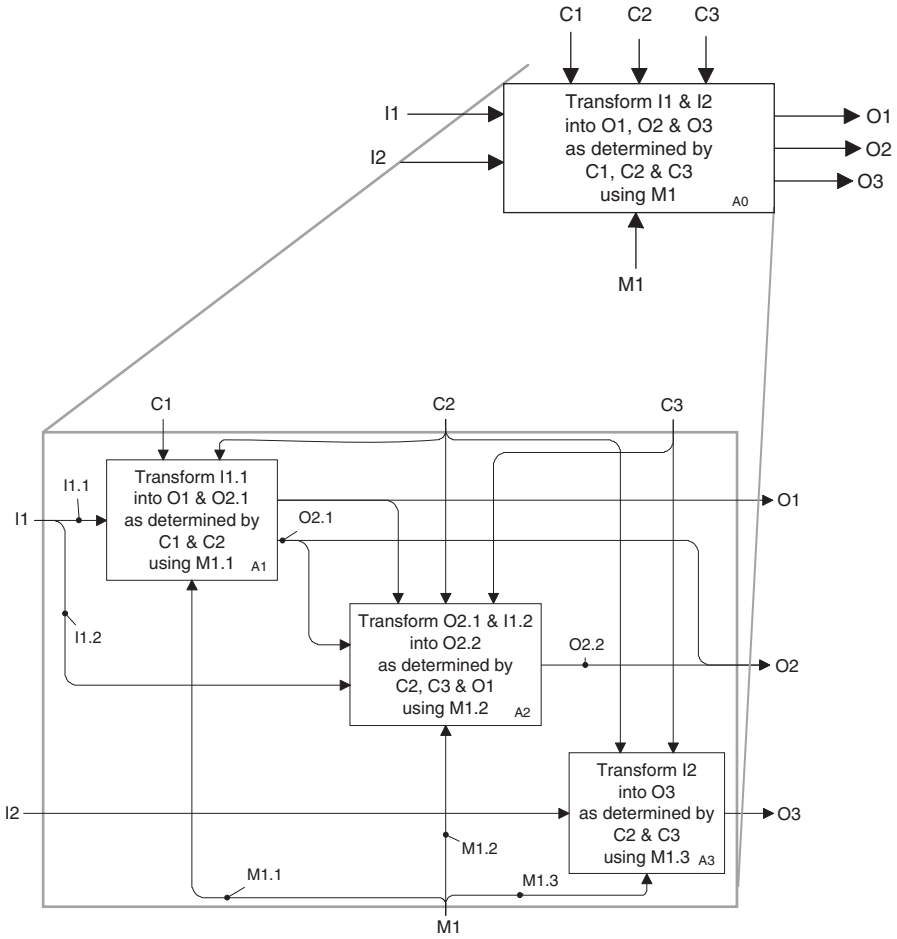 C1 C2 C3
I1
I2
Transform I1 & I2
into O1, O2 & O3
as determined by
C1, C2 & C3
using M1
A0
O1
O2
O3
M1
C1 C2 C3
I1
I1.1
I1.2
Transform I1.1
into O1 & O2.1
as determined by
C1 & C2
using M1.1 A1
O2.1
O1
Transform O2.1 & I1.2
into O2.2
as determined by
C2, C3 & O1
using M1.2 A2
O2.2
O2
I2
Transform I2
into O3
as determined by
C2 & C3
using M1.3 A3
O3
M1.1
M1.2
M1.3
M1